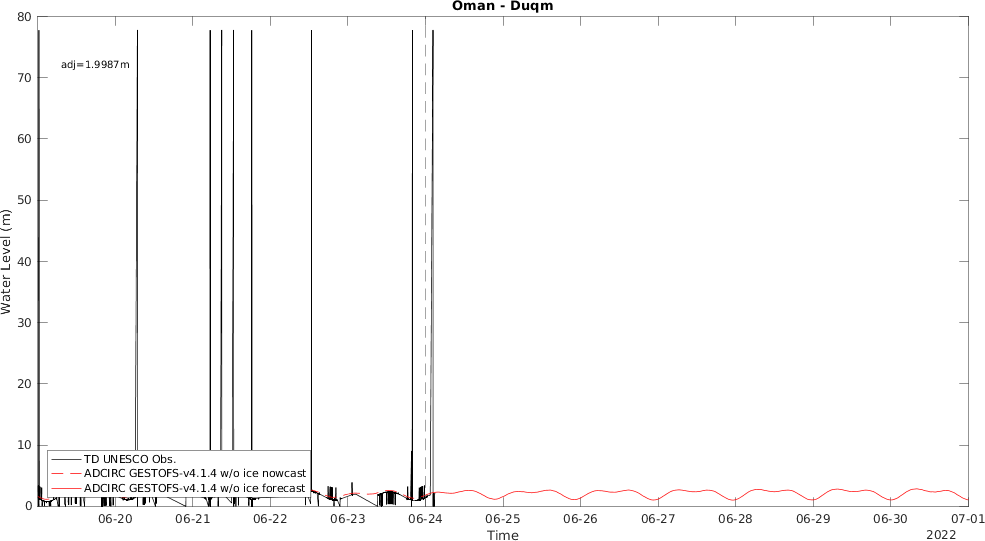 Oman - Duqm
80
70
60
50
40
30
20
10
0
Water Level (m)
adj=1.9987m
TD UNESCO Obs.
ADCIRC GESTOFS-v4.1.4 w/o ice nowcast
ADCIRC GESTOFS-v4.1.4 w/o ice forecast
06-20 06-21 06-22 06-23 06-24 06-25 06-26 06-27 06-28 06-29 06-30 07-01
Time
2022